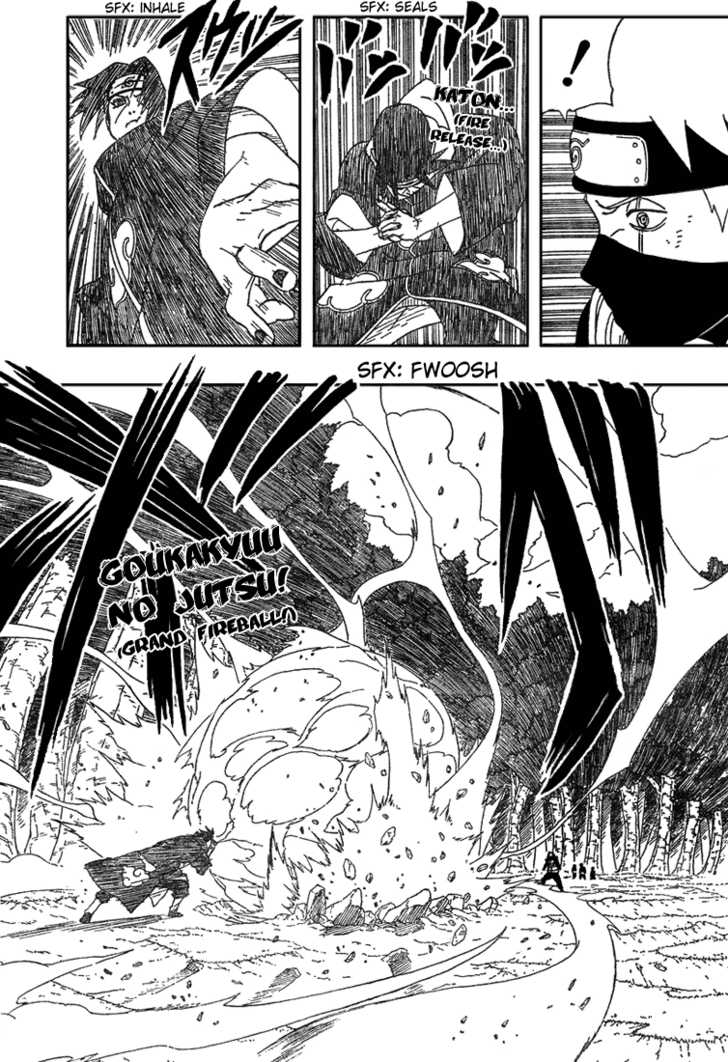 !
SFX: SEALS
KATON...
(FIRE
RELEASE...)
SFX: INHALE
SFX: FWOOSH
GOUKAKYUU
NO JUTSU!
(GRAND FIREBALL!)